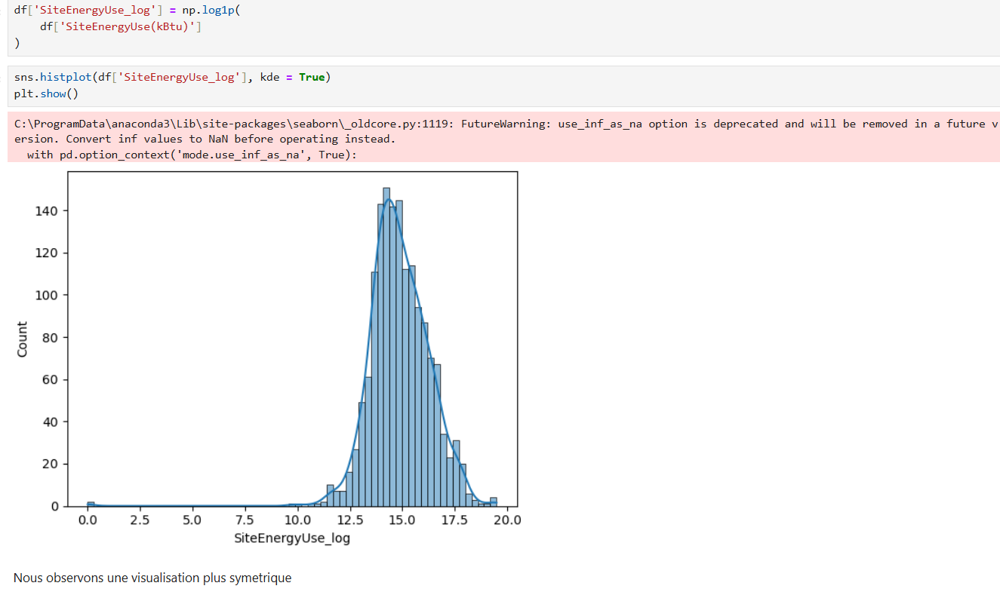 df['SiteEnergyUse_log'] = np.log1p(
    df['SiteEnergyUse(kBtu)']
)
sns.histplot(df['SiteEnergyUse_log'], kde = True)
plt.show()
C:\ProgramData\anaconda3\Lib\site-packages\seaborn\_oldcore.py:1119: FutureWarning: use_inf_as_na option is deprecated and will be removed in a future v
ersion. Convert inf values to NaN before operating instead.
  with pd.option_context('mode.use_inf_as_na', True):
140
120
100
80
60
40
20
0
Count
0.0 2.5 5.0 7.5 10.0 12.5 15.0 17.5 20.0
SiteEnergyUse_log
Nous observons une visualisation plus symetrique